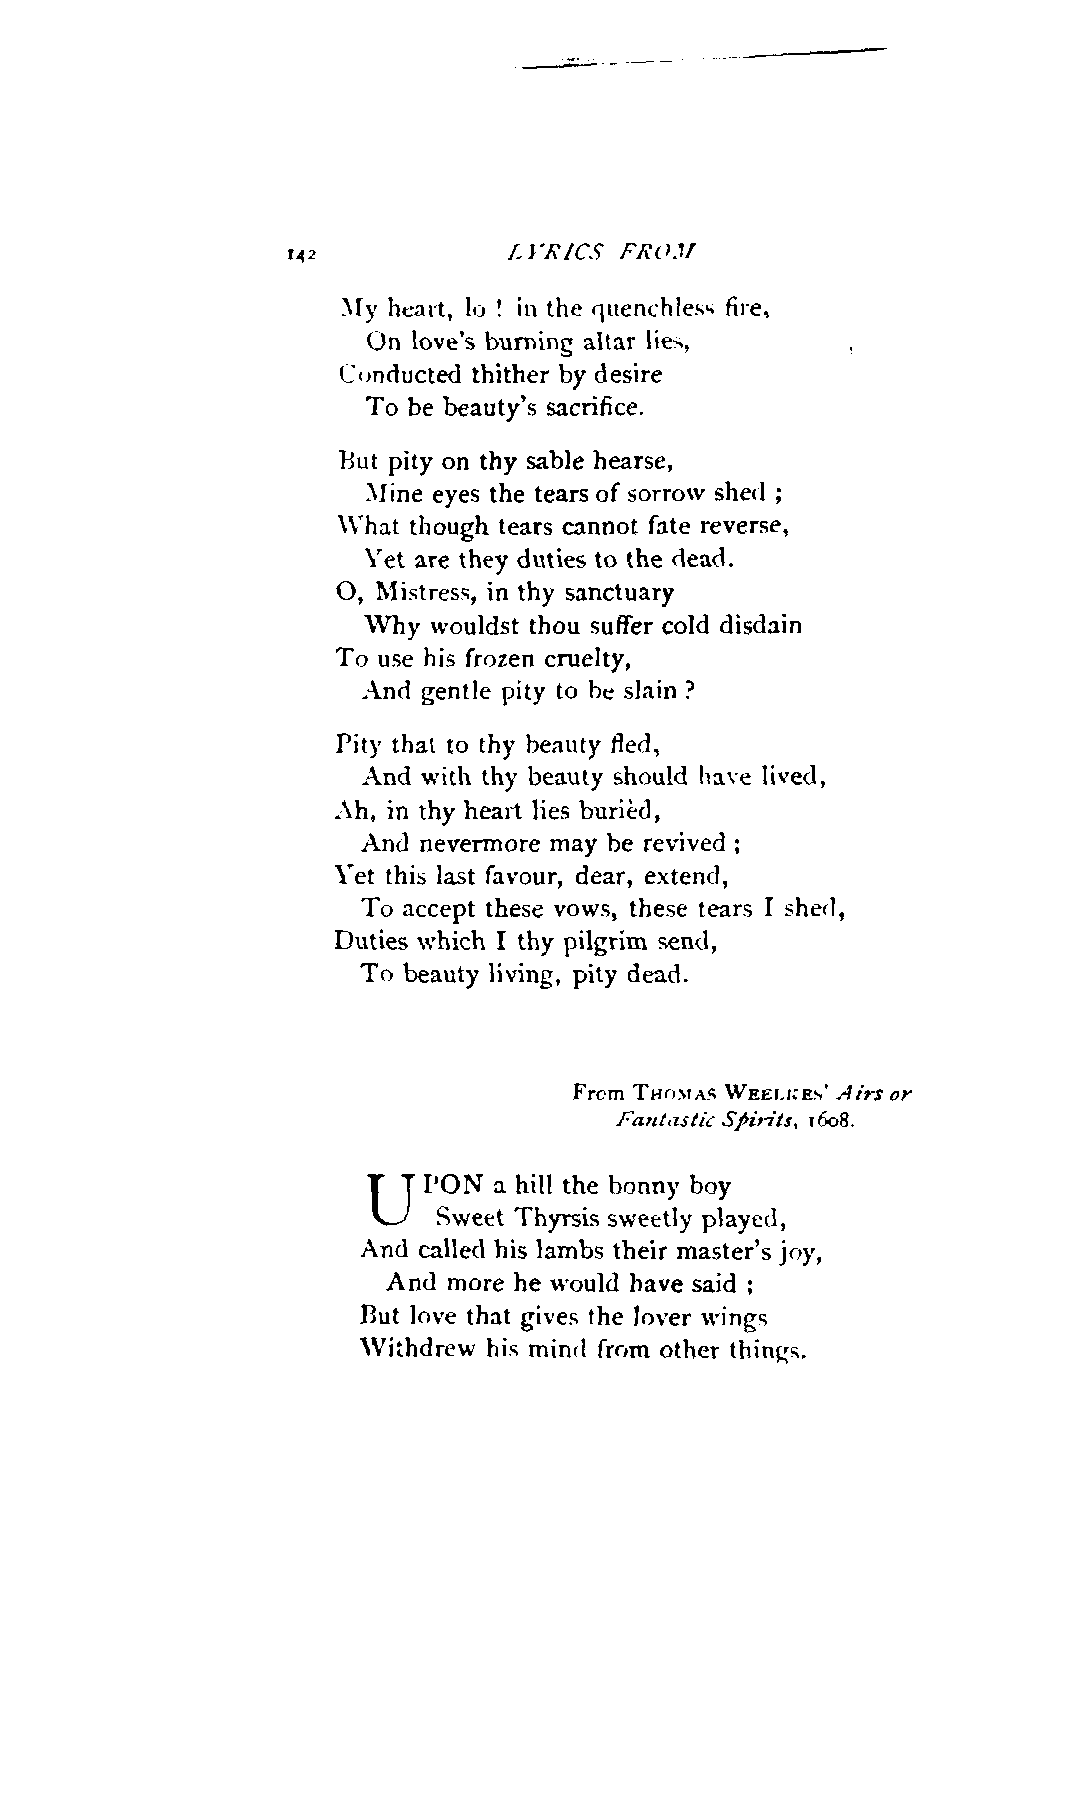 142 LYRICS FROM
My heart, lo ! in the quenchless fire,
On love's burning altar lies,
Conducted thither by desire
To be beauty's sacrifice.
But pity on thy sable hearse,
Mine eyes the tears of sorrow shed ;
What though tears cannot fate reverse,
Yet are they duties to the dead.
O, Mistress, in thy sanctuary
Why wouldst thou suffer cold disdain
To use his frozen cruelty,
And gentle pity to be slain ?
Pity that to thy beauty fled,
And with thy beauty should have lived,
Ah, in thy heart lies burièd,
And nevermore may be revived ;
Yet this last favour, dear, extend,
To accept these vows, these tears I shed,
Duties which I thy pilgrim send,
To beauty living, pity dead.
From THOMAS WEELKES' Airs or
Fantastic Spirits, 1608.
UPON a hill the bonny boy
Sweet Thyrsis sweetly played,
And called his lambs their master's joy,
And more he would have said ;
But love that gives the lover wings
Withdrew his mind from other things.